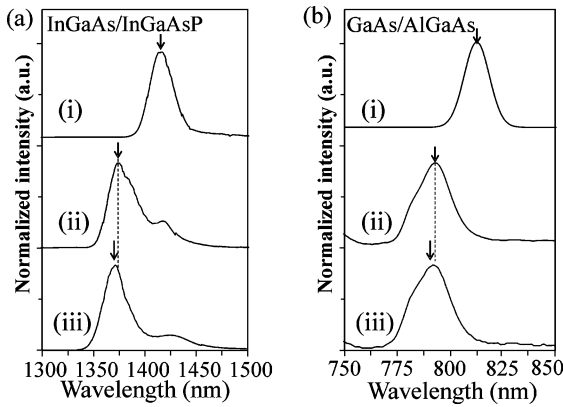 (a) InGaAs/InGaAsP
Normalized intensity (a.u.)
(i)
(ii)
(iii)
1300 1350 1400 1450 1500
Wavelength (nm)
(b) GaAs/AlGaAs
Normalized intensity (a.u.)
(i)
(ii)
(iii)
750 775 800 825 850
Wavelength (nm)